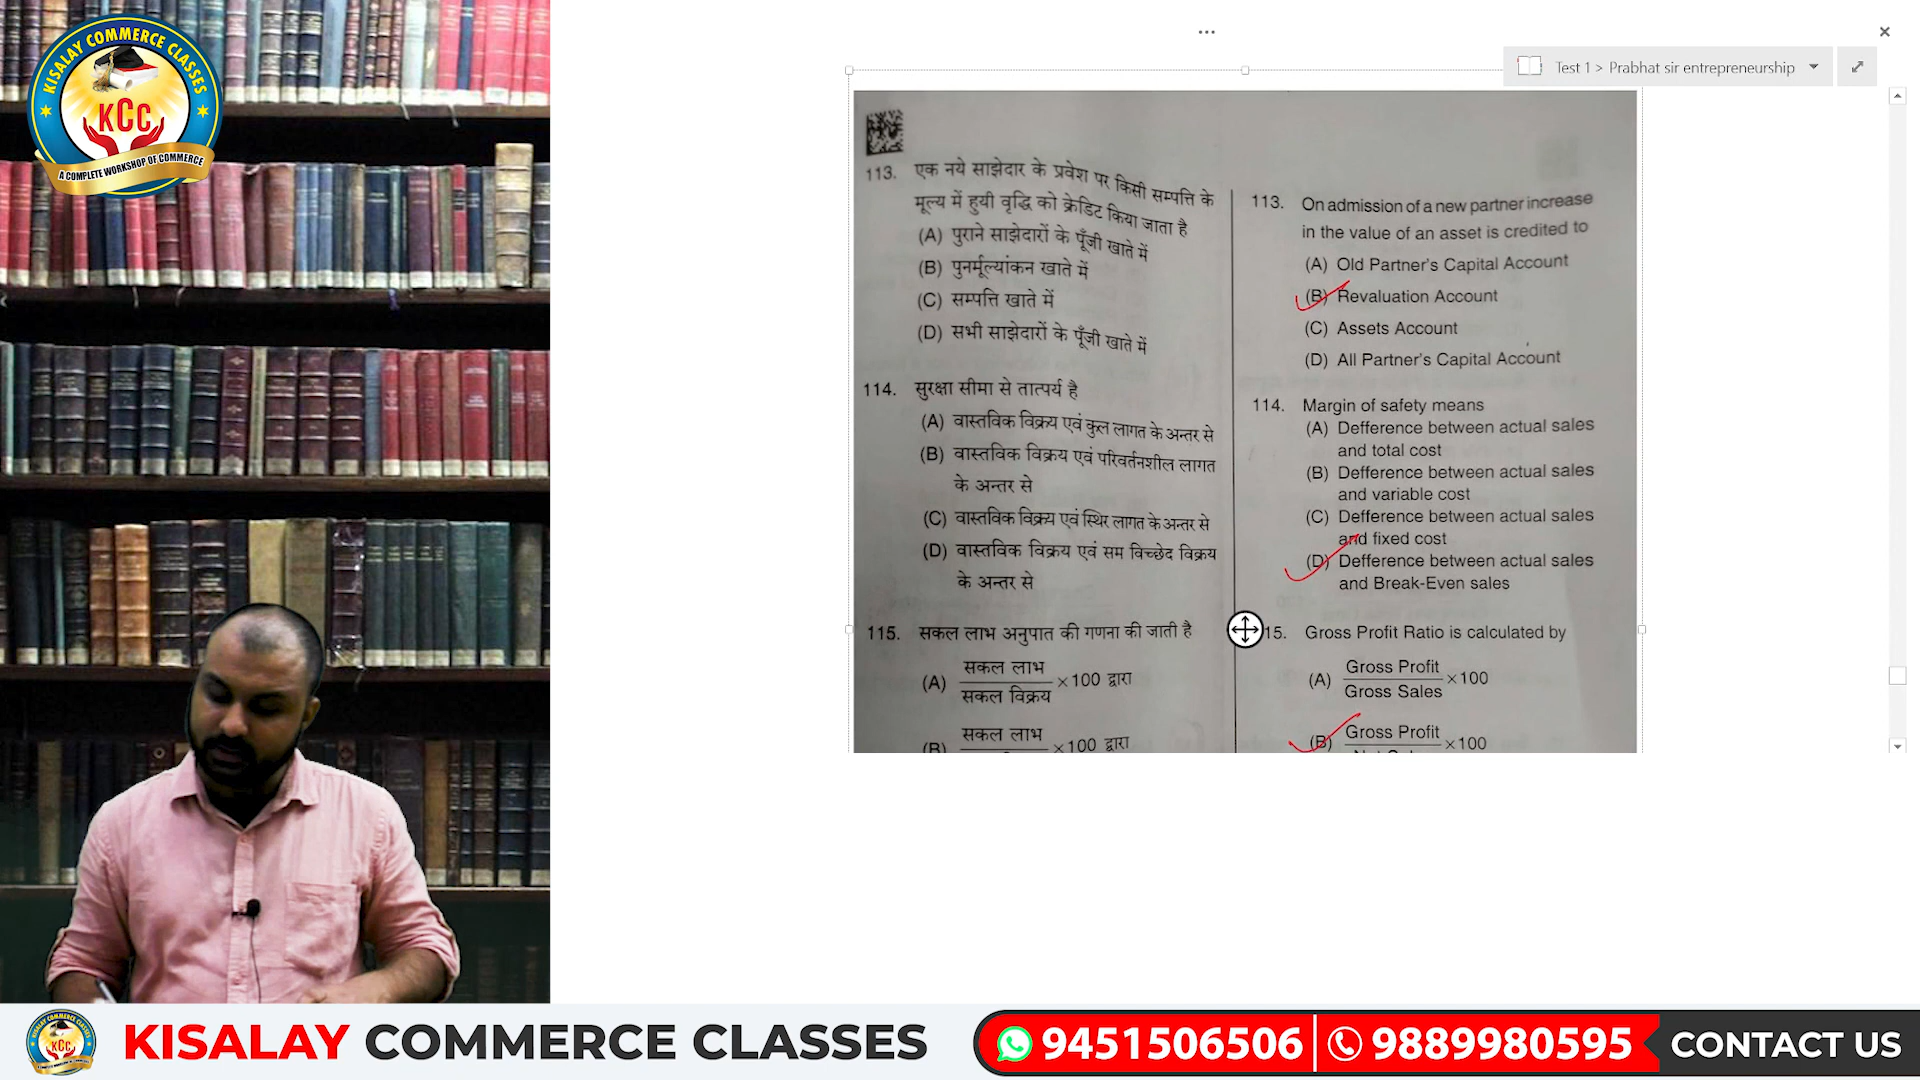 KISALAY COMMERCE CLASSES
KCC
A COMPLETE WORKSHOP OF COMMERCE
Test 1 > Prabhat sir entrepreneurship
113. एक नये साझेदार के प्रवेश पर किसी सम्पत्ति के
मूल्य में हुयी वृद्धि को क्रेडिट किया जाता है
(A) पुराने साझेदारों के पूँजी खाते में
(B) पुनर्मूल्यांकन खाते में
(C) सम्पत्ति खाते में
(D) सभी साझेदारों के पूँजी खाते में
114. सुरक्षा सीमा से तात्पर्य है
(A) वास्तविक विक्रय एवं कुल लागत के अन्तर से
(B) वास्तविक विक्रय एवं परिवर्तनशील लागत
के अन्तर से
(C) वास्तविक विक्रय एवं स्थिर लागत के अन्तर से
(D) वास्तविक विक्रय एवं सम विच्छेद विक्रय
के अन्तर से
115. सकल लाभ अनुपात की गणना की जाती है
(A) सकल लाभ
सकल विक्रय
×100 द्वारा
(B) सकल लाभ
×100 द्वारा
113. On admission of a new partner increase
in the value of an asset is credited to
(A) Old Partner's Capital Account
(B) Revaluation Account
(C) Assets Account
(D) All Partner's Capital Account
114. Margin of safety means
(A) Defference between actual sales
and total cost
(B) Defference between actual sales
and variable cost
(C) Defference between actual sales
and fixed cost
(D) Defference between actual sales
and Break-Even sales
15. Gross Profit Ratio is calculated by
(A) Gross Profit
Gross Sales
×100
(B) Gross Profit
×100
KISALAY COMMERCE CLASSES
9451506506
9889980595
CONTACT US